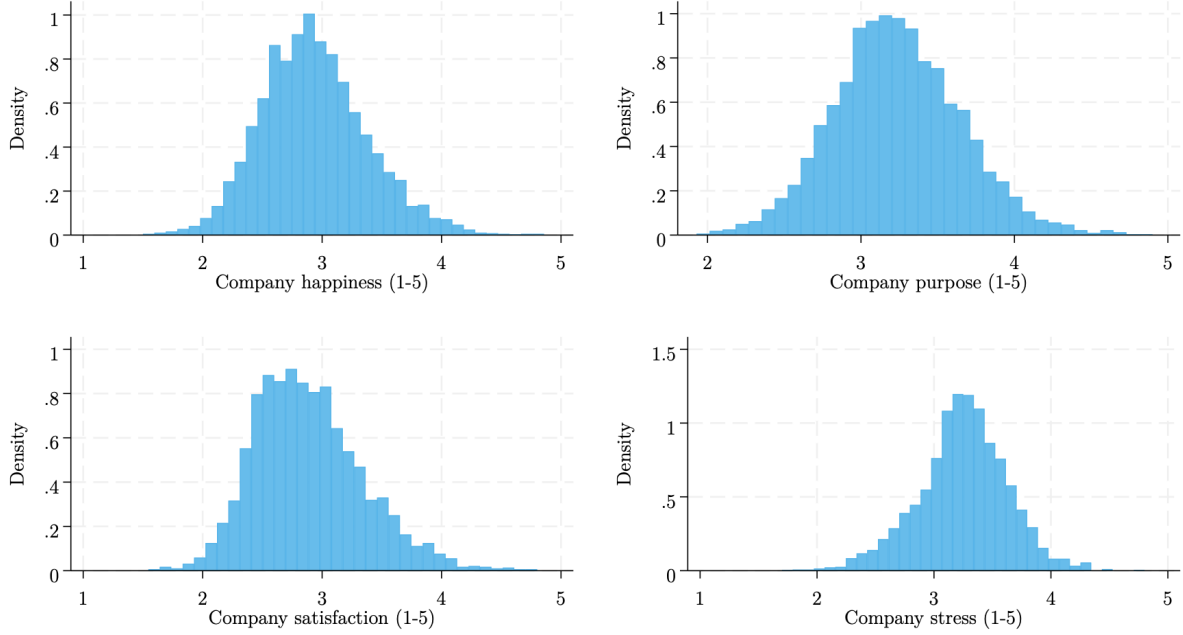 Density
1
.8
.6
.4
.2
0
1 2 3 4 5
Company happiness (1-5)
Density
1
.8
.6
.4
.2
0
2 3 4 5
Company purpose (1-5)
Density
1
.8
.6
.4
.2
0
1 2 3 4 5
Company satisfaction (1-5)
Density
1.5
1
.5
0
1 2 3 4 5
Company stress (1-5)